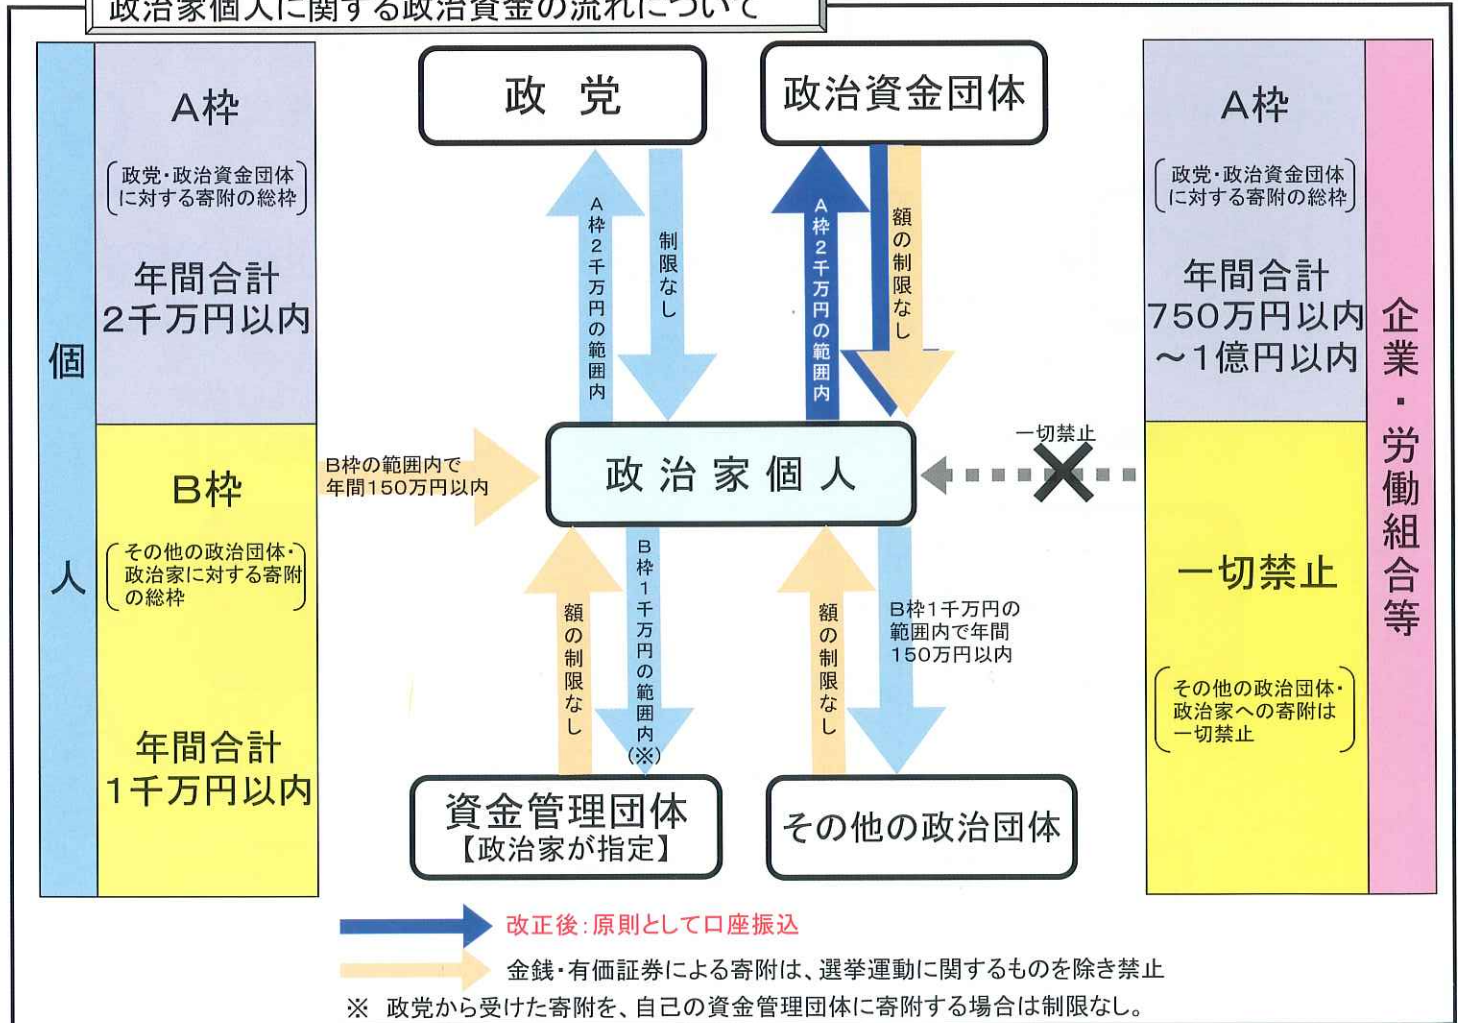 政治家個人に関する政治資金の流れについて
個人
A枠
政党・政治資金団体
に対する寄附の総枠
年間合計
2千万円以内
B枠
その他の政治団体・
政治家に対する寄附
の総枠
年間合計
1千万円以内
政党
政治資金団体
A枠2千万円の範囲内
制限なし
A枠2千万円の範囲内
額の制限なし
B枠の範囲内で
年間150万円以内
政治家個人
一切禁止
額の制限なし
B枠1千万円の範囲内(※)
額の制限なし
B枠1千万円の
範囲内で年間
150万円以内
資金管理団体
【政治家が指定】
その他の政治団体
A枠
政党・政治資金団体
に対する寄附の総枠
年間合計
750万円以内
～1億円以内
一切禁止
その他の政治団体・
政治家への寄附は
一切禁止
企業・労働組合等
改正後:原則として口座振込
金銭・有価証券による寄附は、選挙運動に関するものを除き禁止
※ 政党から受けた寄附を、自己の資金管理団体に寄附する場合は制限なし。